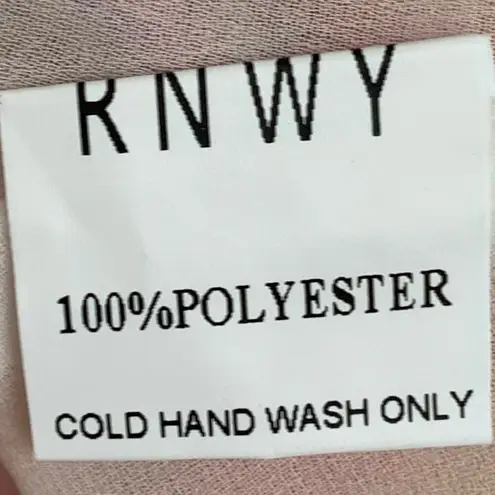 RNWY
100%POLYESTER
COLD HAND WASH ONLY